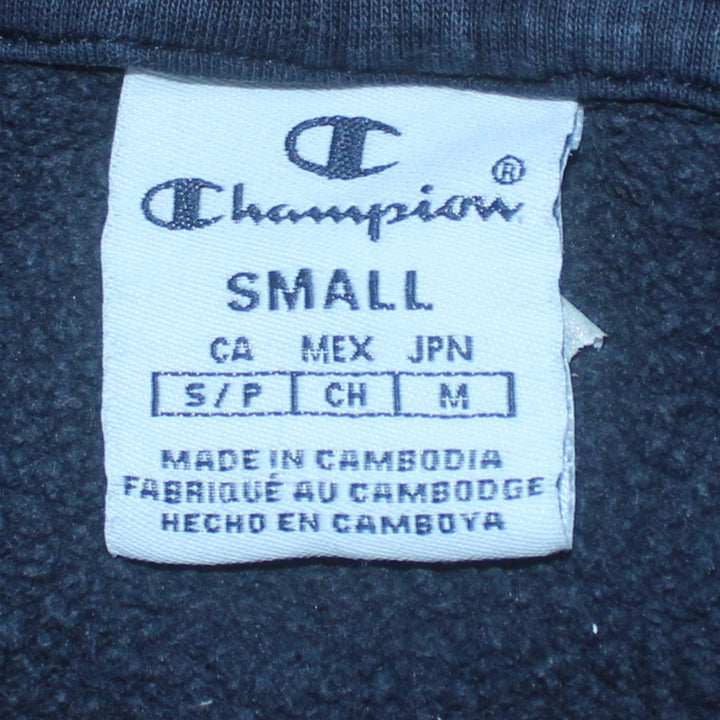 Champion®
SMALL
CA MEX JPN
S/P CH M
MADE IN CAMBODIA
FABRIQUÉ AU CAMBODGE
HECHO EN CAMBOYA